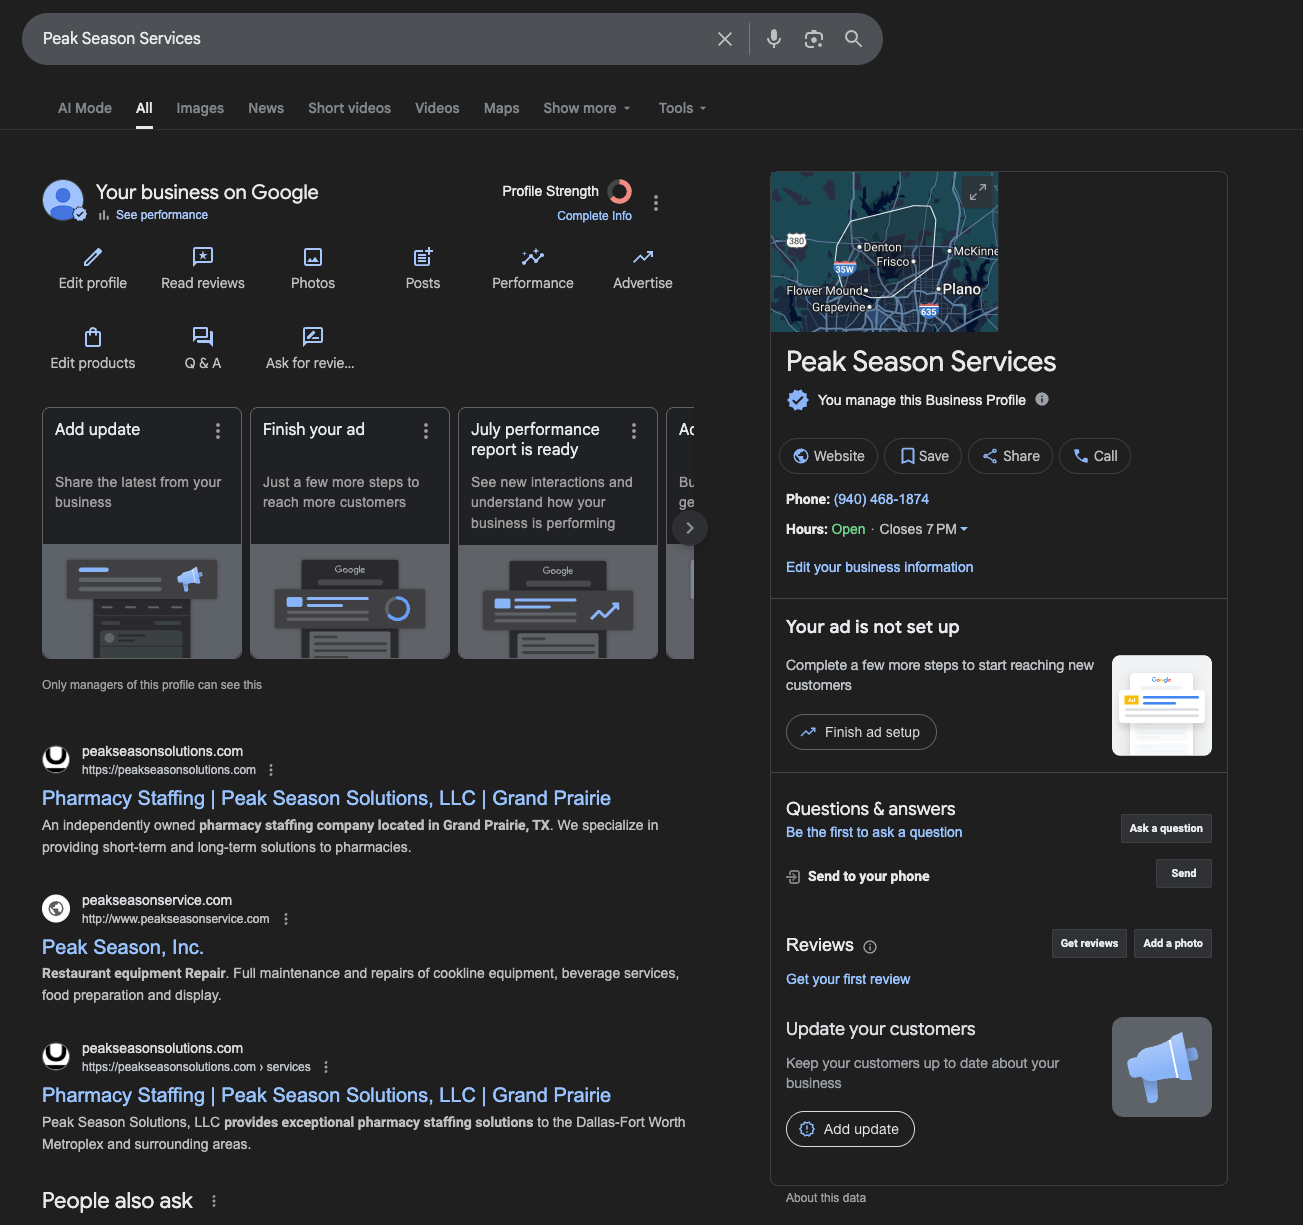 Peak Season Services
AI Mode
All
Images
News
Short videos
Videos
Maps
Show more
Tools
Your business on Google
See performance
Profile Strength
Complete Info
Edit profile
Read reviews
Photos
Posts
Performance
Advertise
Edit products
Q & A
Ask for revie...
Add update
Share the latest from your
business
Finish your ad
Just a few more steps to
reach more customers
Google
July performance
report is ready
See new interactions and
understand how your
business is performing
Google
Ac
Bu
ge
Only managers of this profile can see this
peakseasonsolutions.com
https://peakseasonsolutions.com
Pharmacy Staffing | Peak Season Solutions, LLC | Grand Prairie
An independently owned pharmacy staffing company located in Grand Prairie, TX. We specialize in
providing short-term and long-term solutions to pharmacies.
peakseasonservice.com
http://www.peakseasonservice.com
Peak Season, Inc.
Restaurant equipment Repair. Full maintenance and repairs of cookline equipment, beverage services,
food preparation and display.
peakseasonsolutions.com
https://peakseasonsolutions.com › services
Pharmacy Staffing | Peak Season Solutions, LLC | Grand Prairie
Peak Season Solutions, LLC provides exceptional pharmacy staffing solutions to the Dallas-Fort Worth
Metroplex and surrounding areas.
People also ask
380
Denton
McKinne
Frisco
35W
Flower Mound
Plano
Grapevine
635
Peak Season Services
You manage this Business Profile
Website
Save
Share
Call
Phone: (940) 468-1874
Hours: Open · Closes 7 PM
Edit your business information
Your ad is not set up
Complete a few more steps to start reaching new
customers
Finish ad setup
Google
Ad
Questions & answers
Be the first to ask a question
Ask a question
Send to your phone
Send
Reviews
Get reviews
Add a photo
Get your first review
Update your customers
Keep your customers up to date about your
business
Add update
About this data